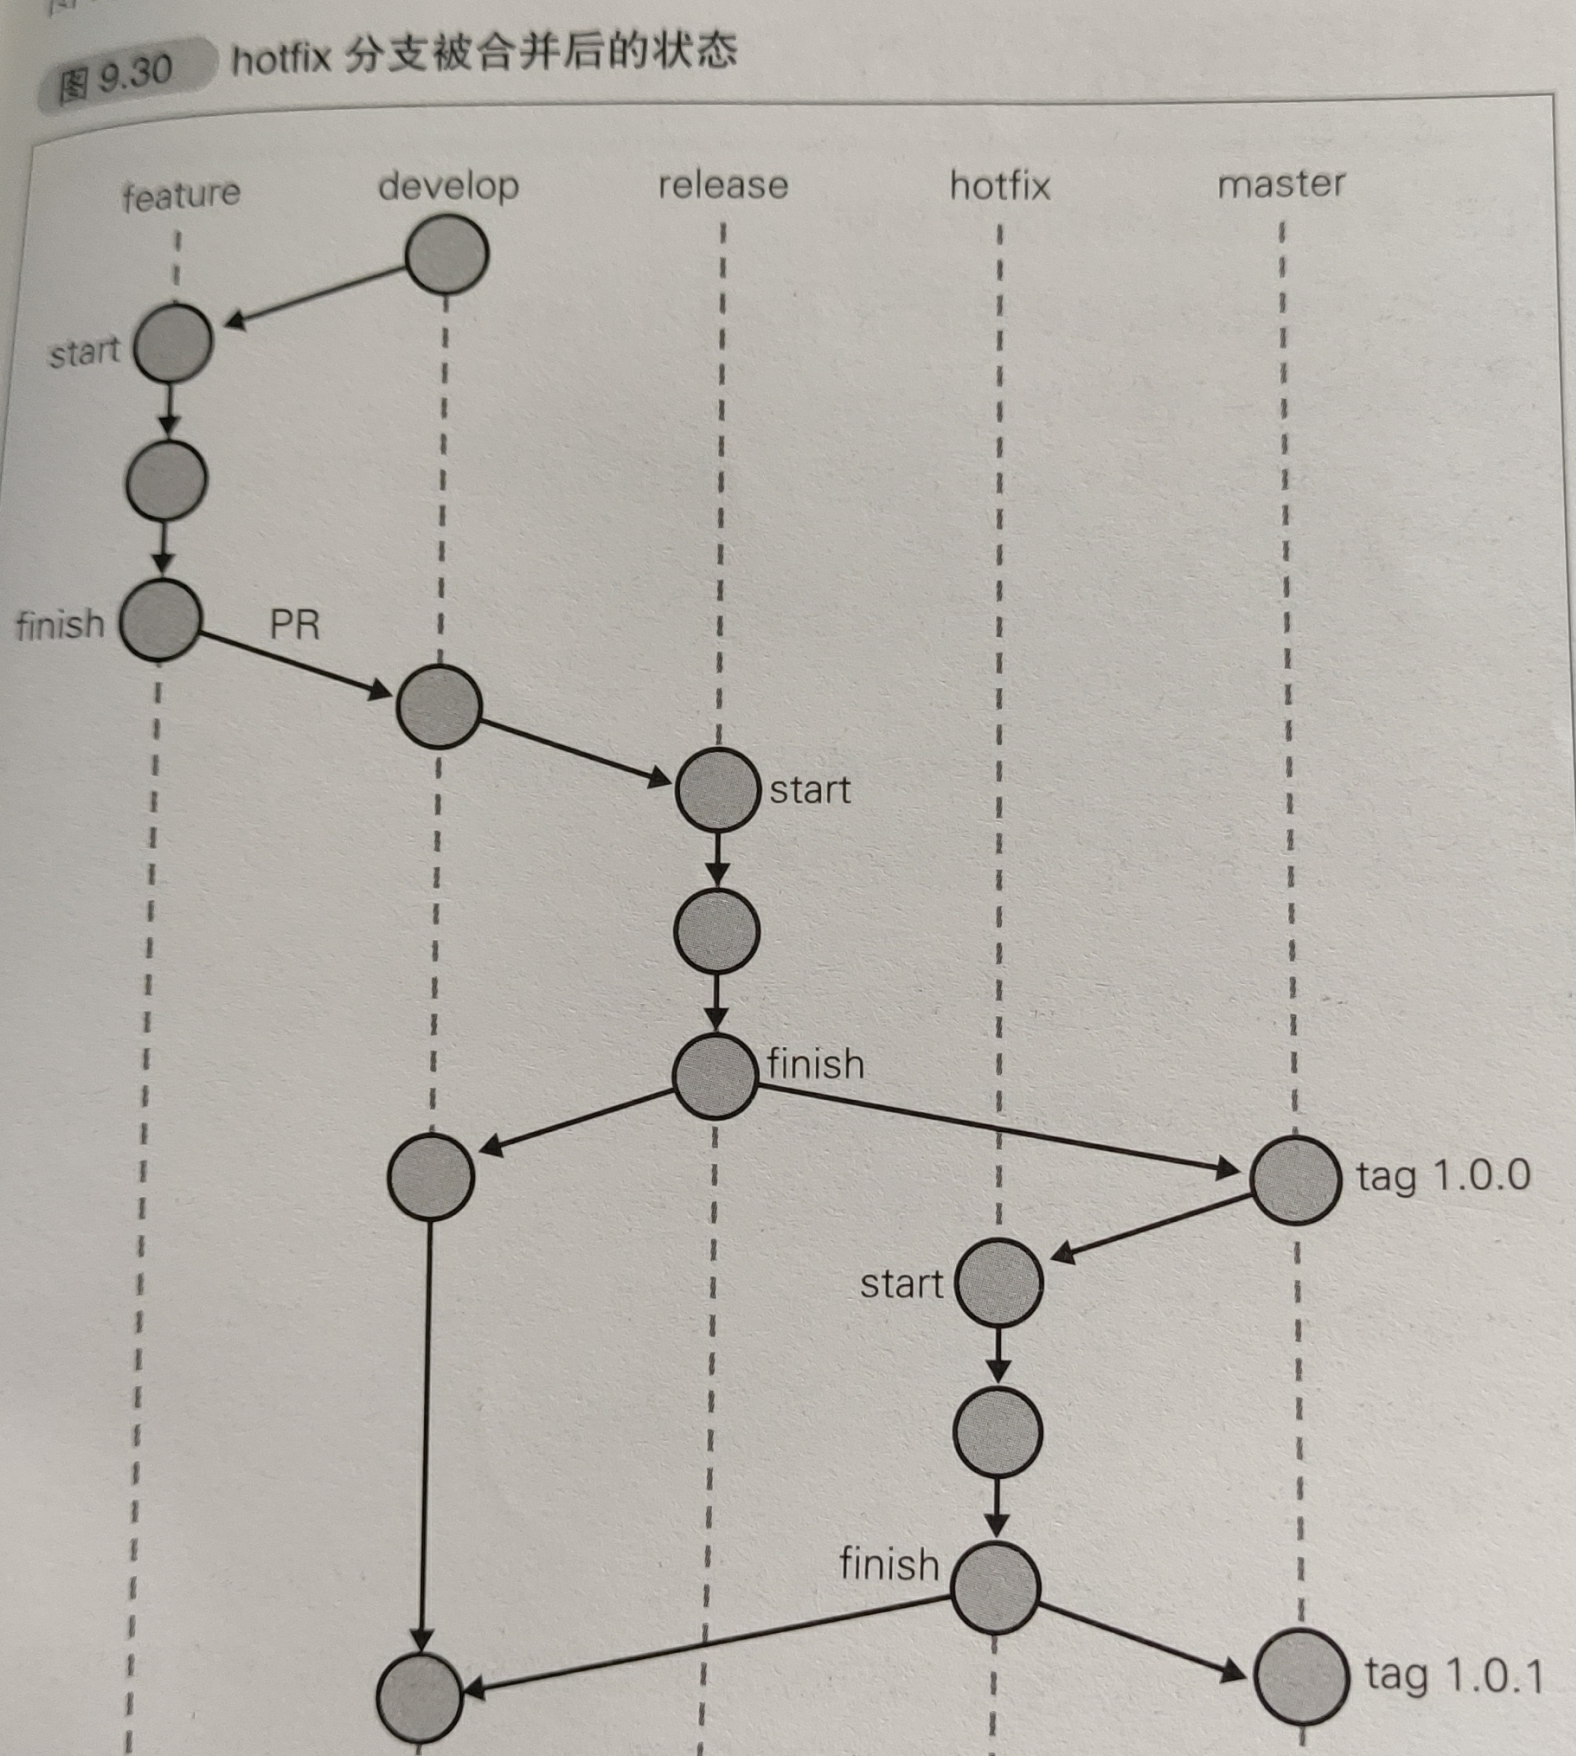 图 9.30 hotfix 分支被合并后的状态
feature develop release hotfix master
start
finish PR
start
finish
tag 1.0.0
start
finish
tag 1.0.1